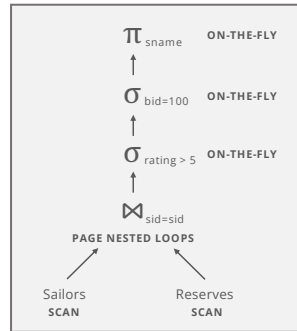 π sname ON-THE-FLY
σ bid=100 ON-THE-FLY
σ rating > 5 ON-THE-FLY
⋈ sid=sid
PAGE NESTED LOOPS
Sailors Reserves
SCAN SCAN